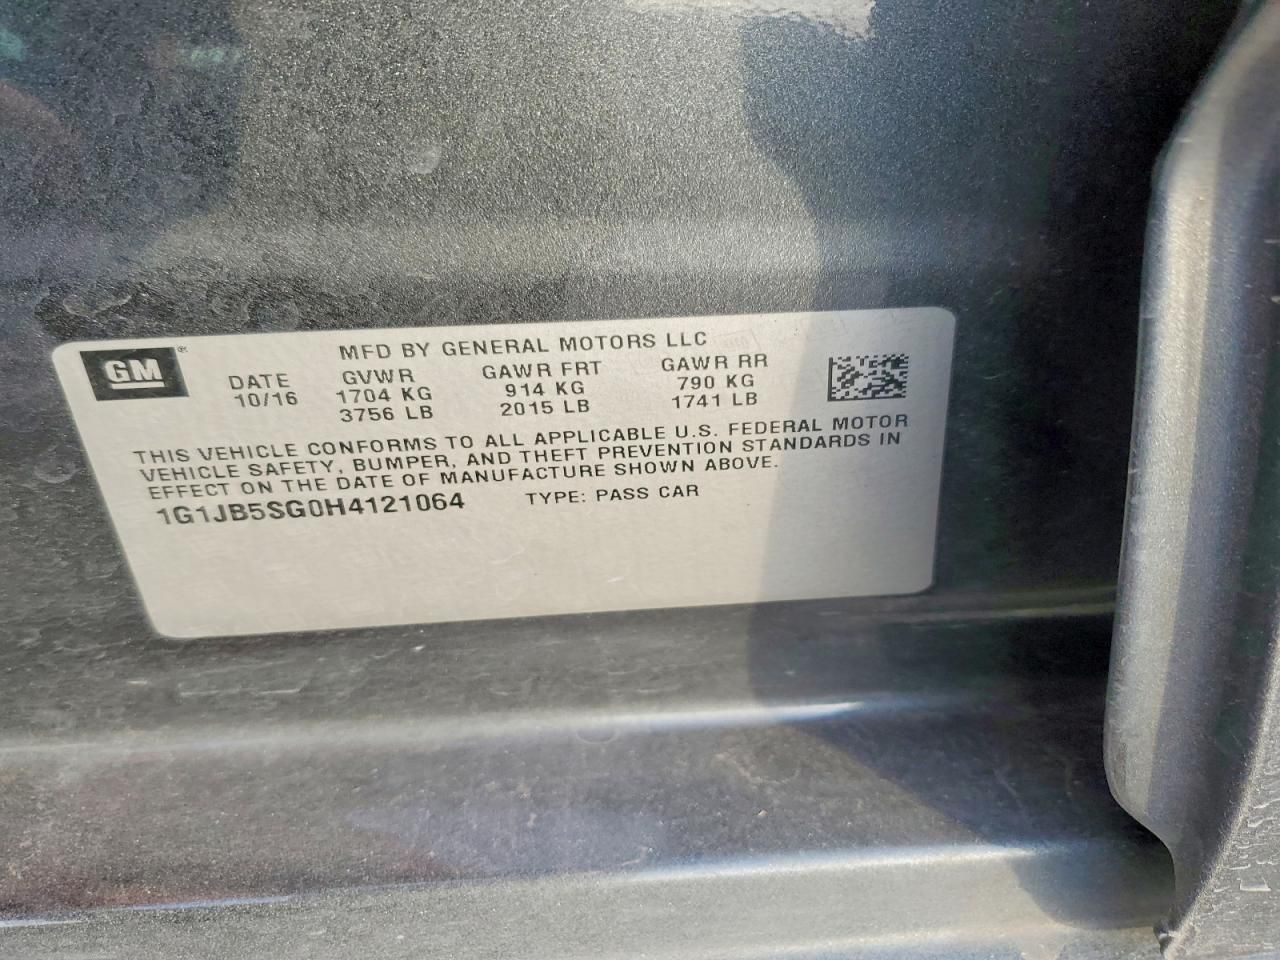 GM®
MFD BY GENERAL MOTORS LLC
DATE GVWR GAWR FRT GAWR RR
10/16 1704 KG 914 KG 790 KG
3756 LB 2015 LB 1741 LB
THIS VEHICLE CONFORMS TO ALL APPLICABLE U.S. FEDERAL MOTOR
VEHICLE SAFETY, BUMPER, AND THEFT PREVENTION STANDARDS IN
EFFECT ON THE DATE OF MANUFACTURE SHOWN ABOVE.
1G1JB5SG0H4121064 TYPE: PASS CAR